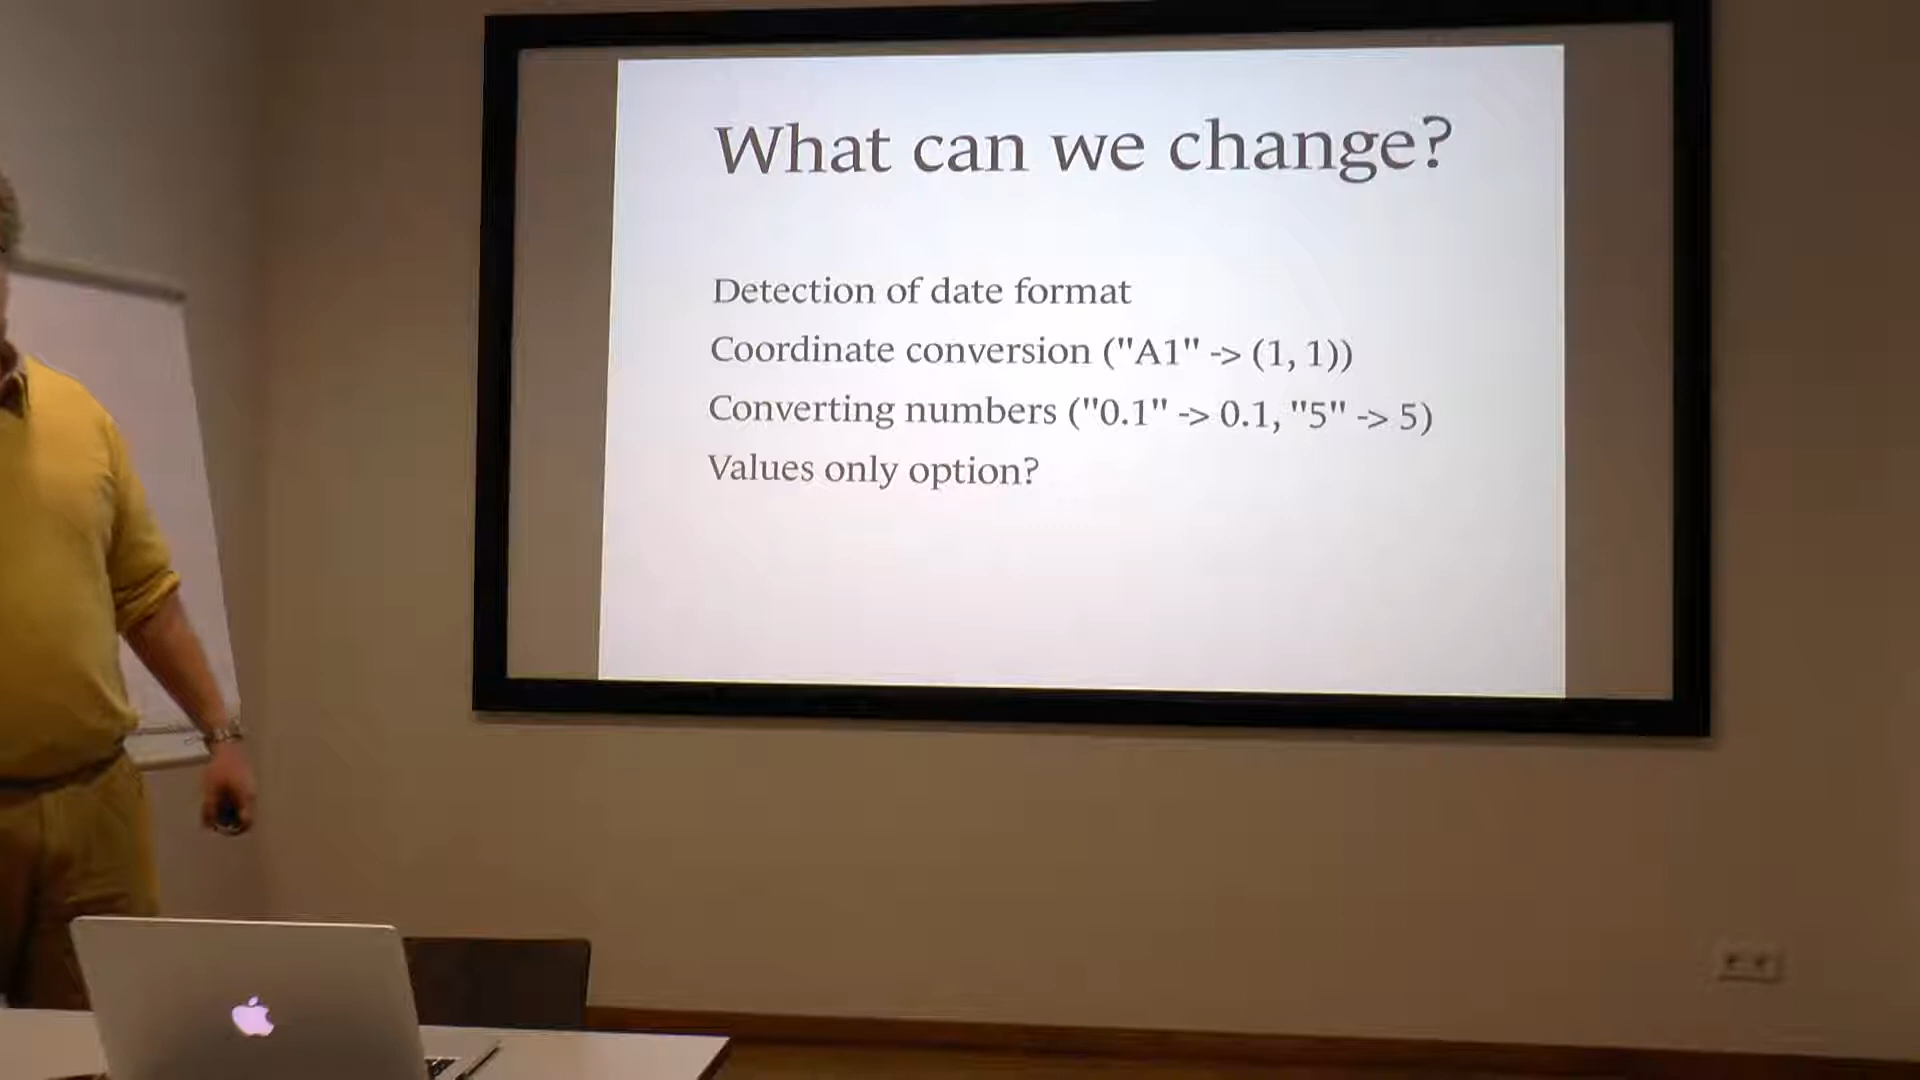 What can we change?
Detection of date format
Coordinate conversion ("A1" -> (1, 1))
Converting numbers ("0.1" -> 0.1, "5" -> 5)
Values only option?